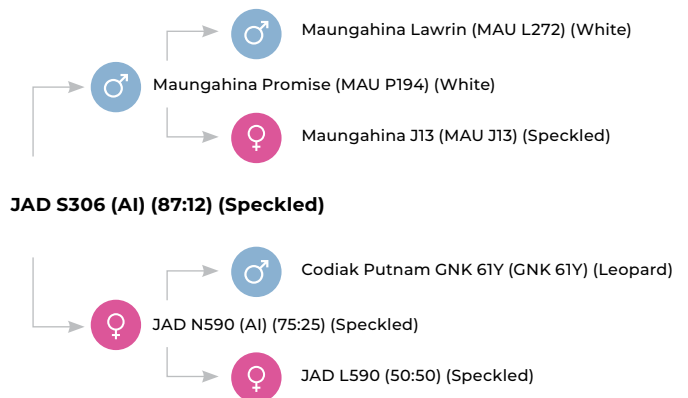 Maungahina Lawrin (MAU L272) (White)
Maungahina Promise (MAU P194) (White)
Maungahina J13 (MAU J13) (Speckled)
JAD S306 (AI) (87:12) (Speckled)
Codiak Putnam GNK 61Y (GNK 61Y) (Leopard)
JAD N590 (AI) (75:25) (Speckled)
JAD L590 (50:50) (Speckled)